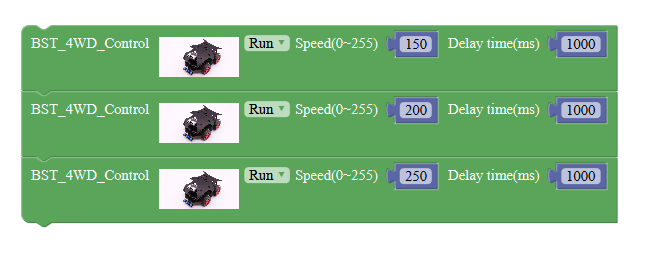 BST_4WD_Control Run Speed(0~255) 150 Delay time(ms) 1000
BST_4WD_Control Run Speed(0~255) 200 Delay time(ms) 1000
BST_4WD_Control Run Speed(0~255) 250 Delay time(ms) 1000